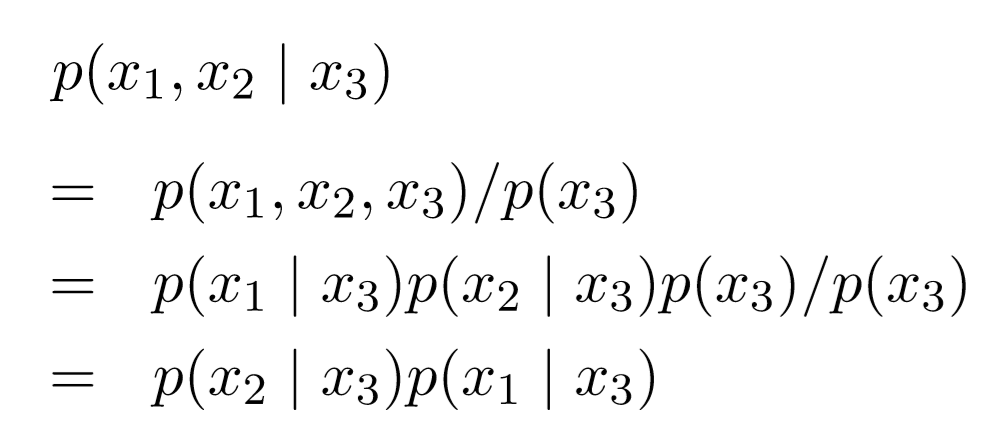 p(x₁, x₂ | x₃)
= p(x₁, x₂, x₃)/p(x₃)
= p(x₁ | x₃)p(x₂ | x₃)p(x₃)/p(x₃)
= p(x₂ | x₃)p(x₁ | x₃)